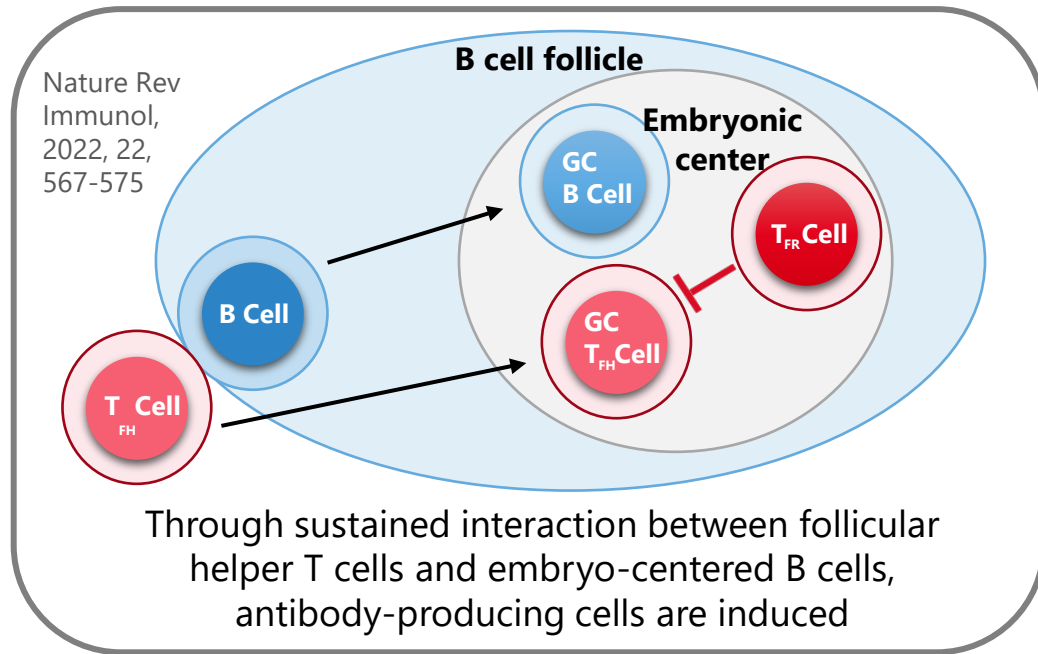 Nature Rev
Immunol,
2022, 22,
567-575
B cell follicle
Embryonic
center
GC
B Cell
TFR Cell
B Cell
GC
TFH Cell
T Cell
FH
Through sustained interaction between follicular
helper T cells and embryo-centered B cells,
antibody-producing cells are induced